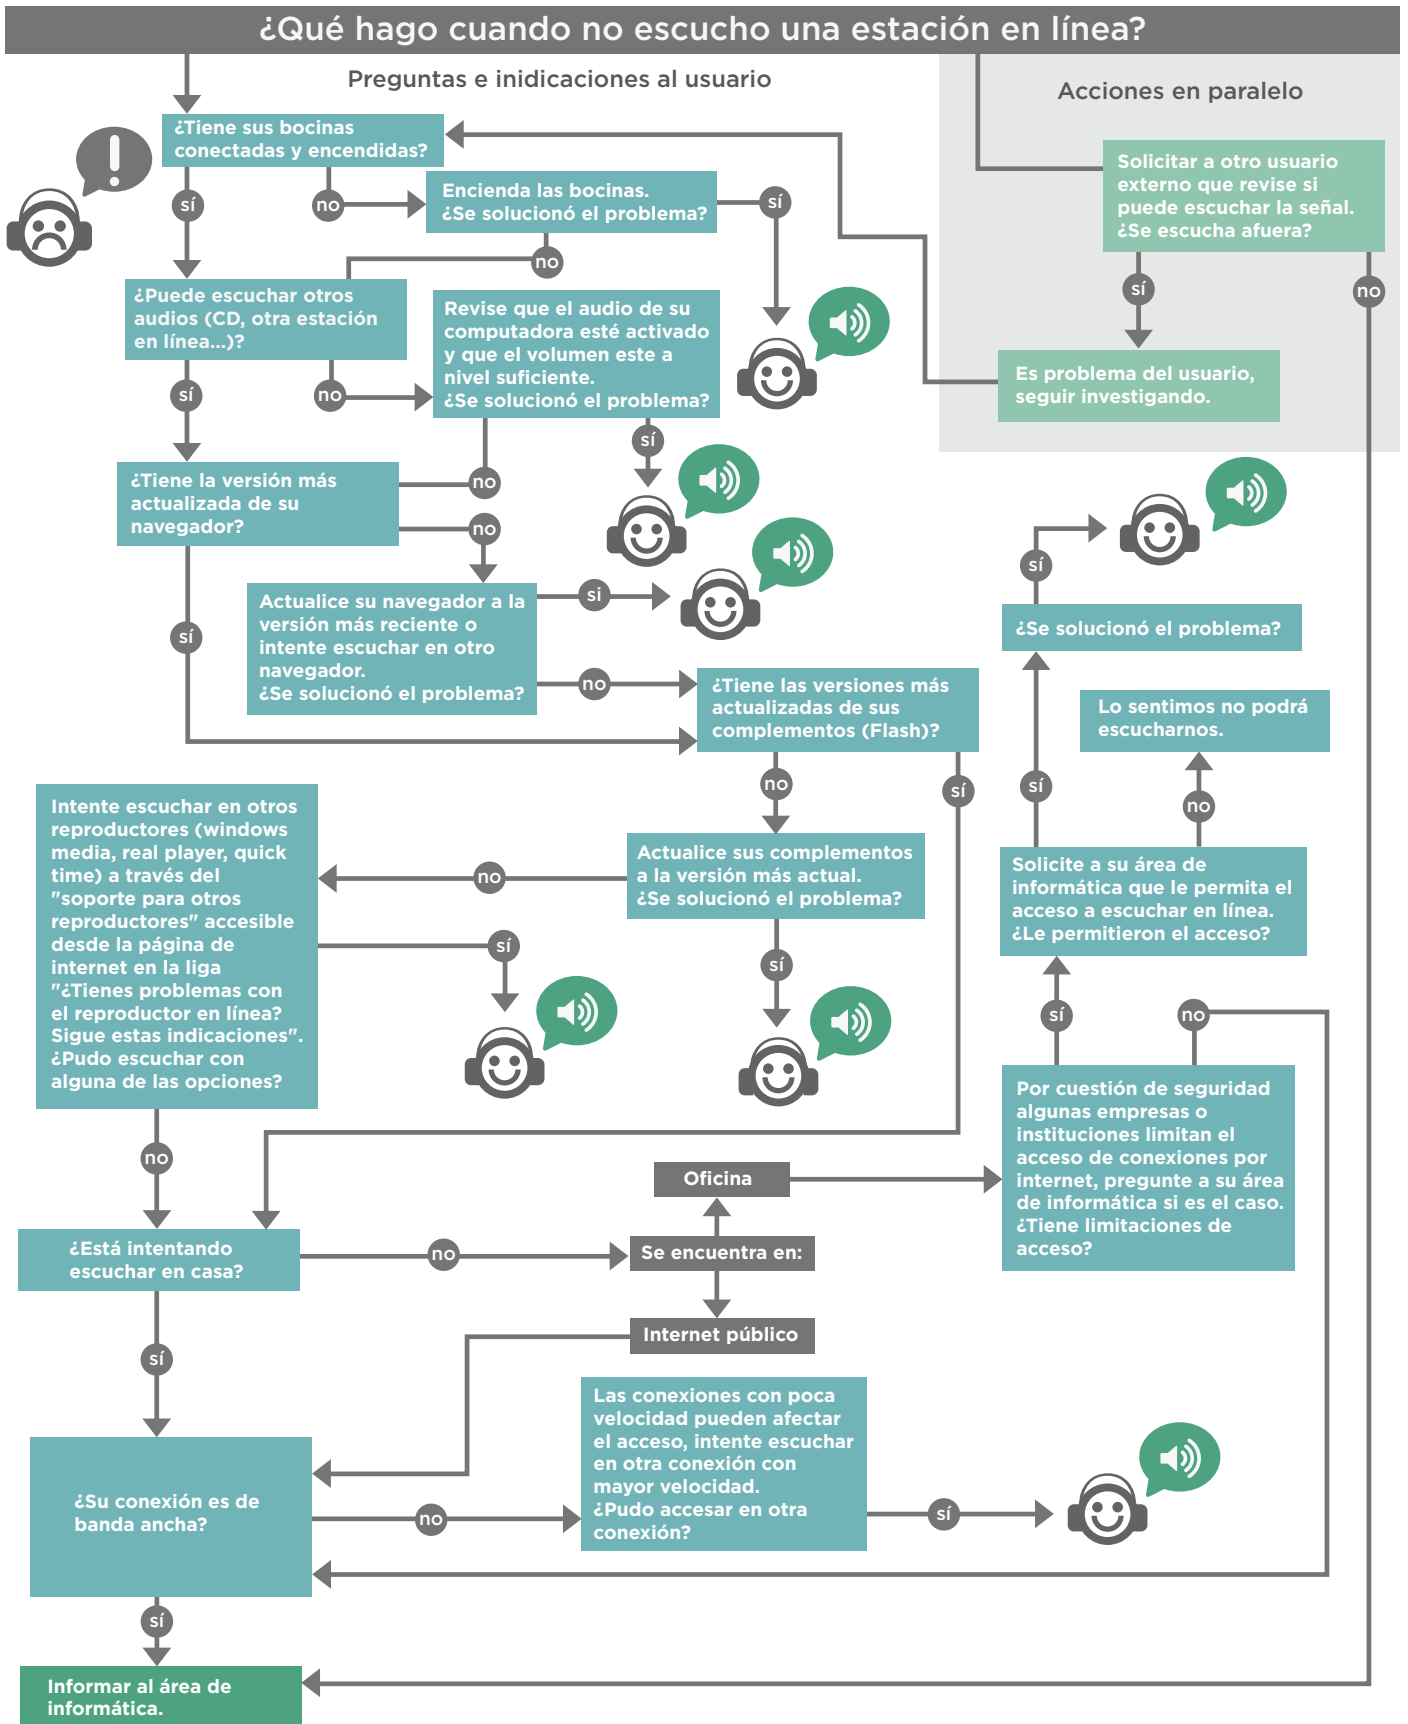 ¿Qué hago cuando no escucho una estación en línea?
Preguntas e inidicaciones al usuario
Acciones en paralelo
¿Tiene sus bocinas
conectadas y encendidas?
sí
no
Encienda las bocinas.
¿Se solucionó el problema?
sí
no
Solicitar a otro usuario
externo que revise si
puede escuchar la señal.
¿Se escucha afuera?
sí
no
Es problema del usuario,
seguir investigando.
¿Puede escuchar otros
audios (CD, otra estación
en línea...)?
sí
no
Revise que el audio de su
computadora esté activado
y que el volumen este a
nivel suficiente.
¿Se solucionó el problema?
no
sí
¿Tiene la versión más
actualizada de su
navegador?
no
sí
Actualice su navegador a la
versión más reciente o
intente escuchar en otro
navegador.
¿Se solucionó el problema?
si
no
¿Tiene las versiones más
actualizadas de sus
complementos (Flash)?
no
sí
Actualice sus complementos
a la versión más actual.
¿Se solucionó el problema?
no
sí
Intente escuchar en otros
reproductores (windows
media, real player, quick
time) a través del
"soporte para otros
reproductores" accesible
desde la página de
internet en la liga
"¿Tienes problemas con
el reproductor en línea?
Sigue estas indicaciones".
¿Pudo escuchar con
alguna de las opciones?
sí
no
¿Está intentando
escuchar en casa?
no
sí
Se encuentra en:
Oficina
Internet público
Por cuestión de seguridad
algunas empresas o
instituciones limitan el
acceso de conexiones por
internet, pregunte a su área
de informática si es el caso.
¿Tiene limitaciones de
acceso?
sí
no
Solicite a su área de
informática que le permita el
acceso a escuchar en línea.
¿Le permitieron el acceso?
sí
no
Lo sentimos no podrá
escucharnos.
¿Se solucionó el problema?
sí
¿Su conexión es de
banda ancha?
no
Las conexiones con poca
velocidad pueden afectar
el acceso, intente escuchar
en otra conexión con
mayor velocidad.
¿Pudo accesar en otra
conexión?
sí
sí
Informar al área de
informática.